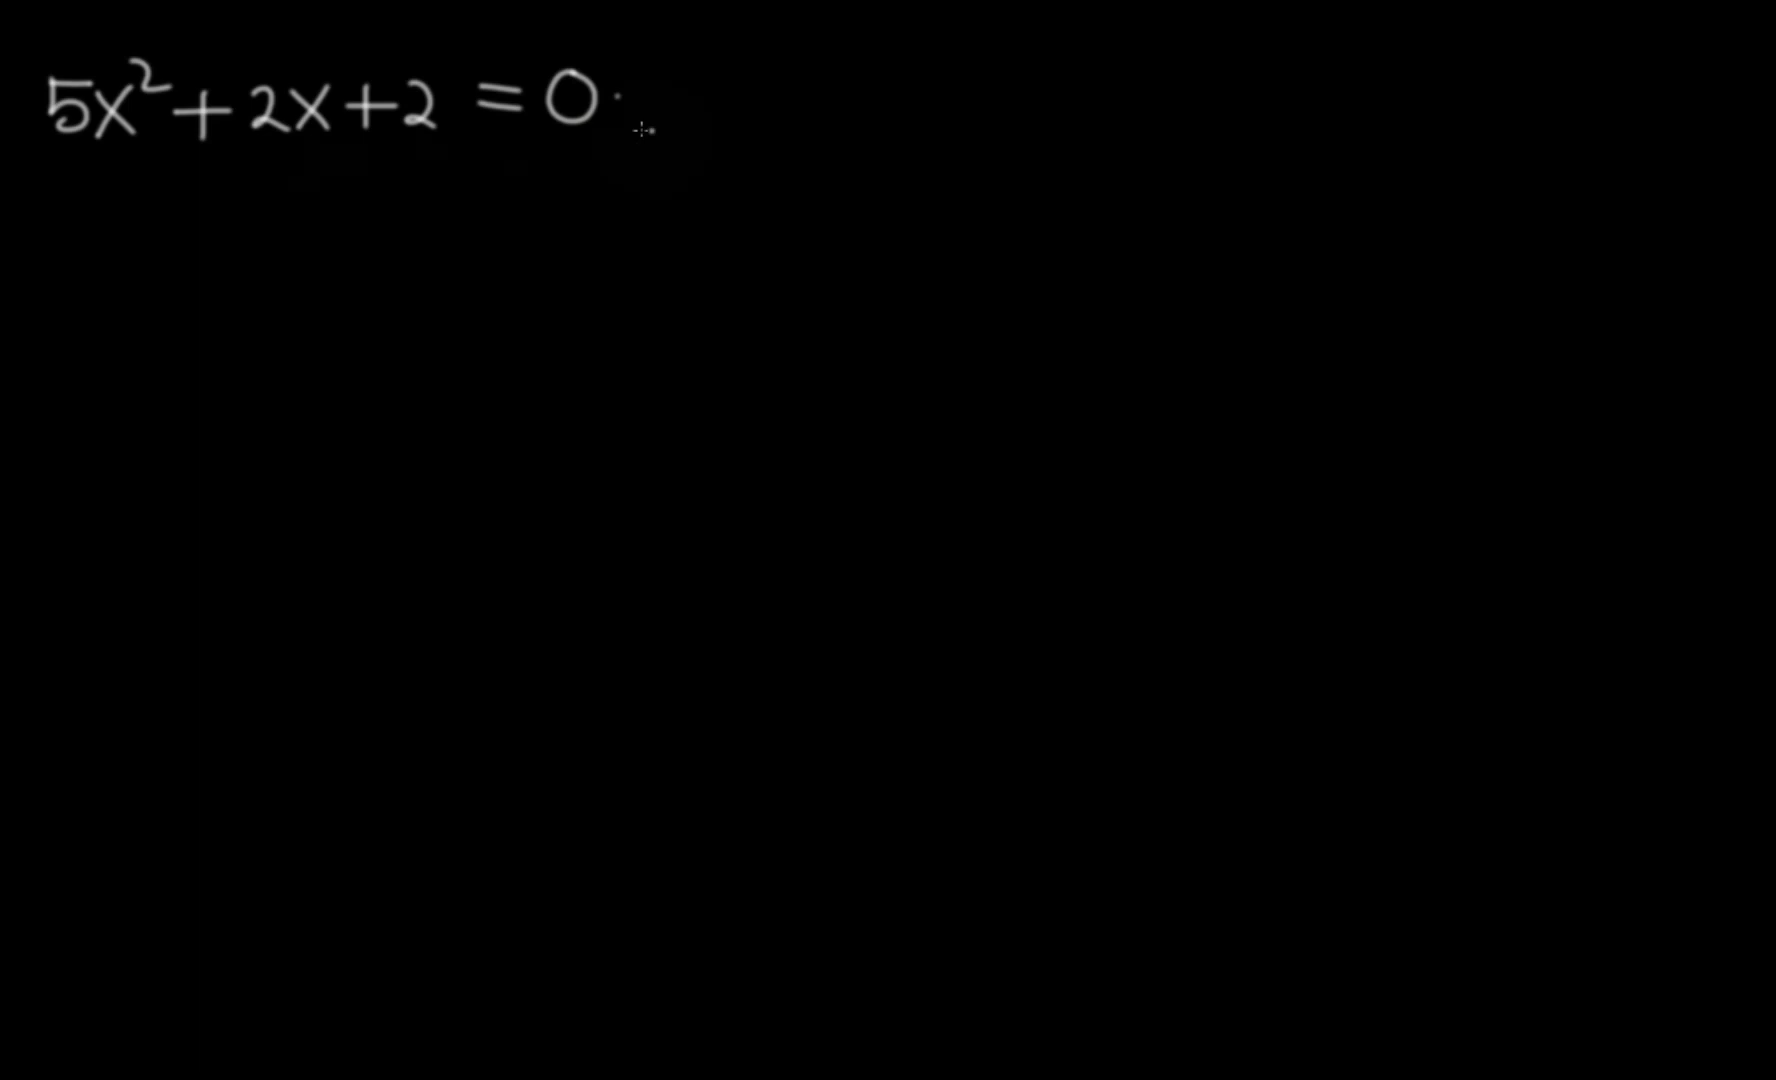 5x² + 2x + 2 = 0